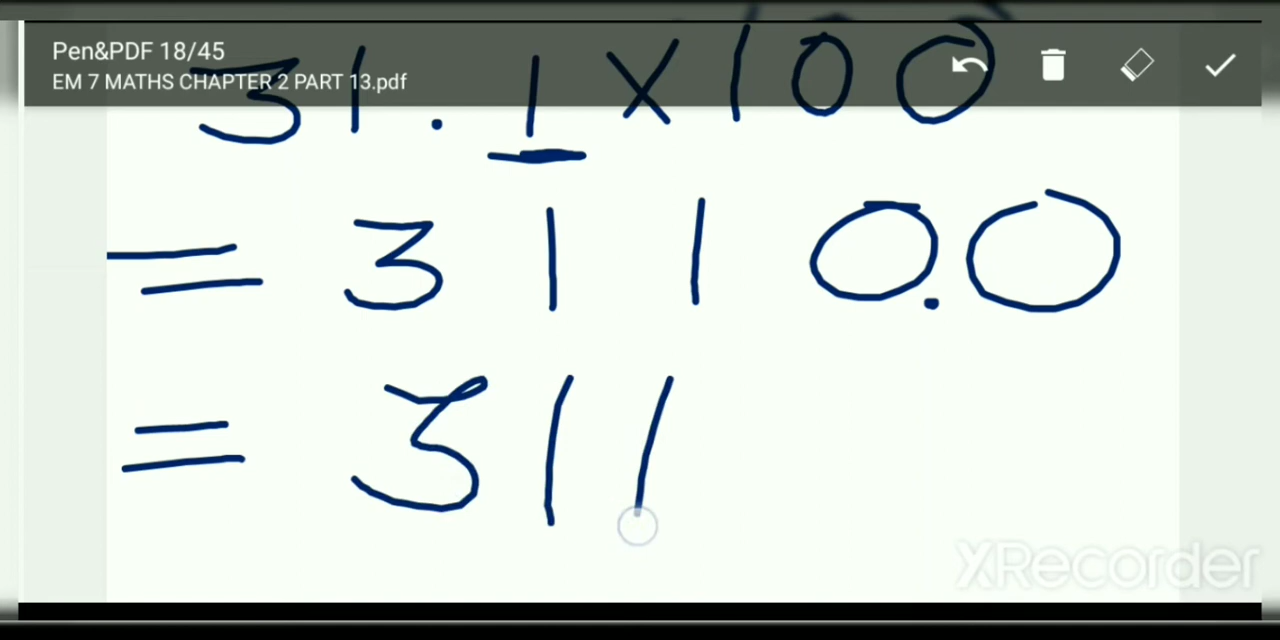 Pen&PDF 18/45
EM 7 MATHS CHAPTER 2 PART 13.pdf
31.1 × 100
= 3110.0
= 311
XRecorder